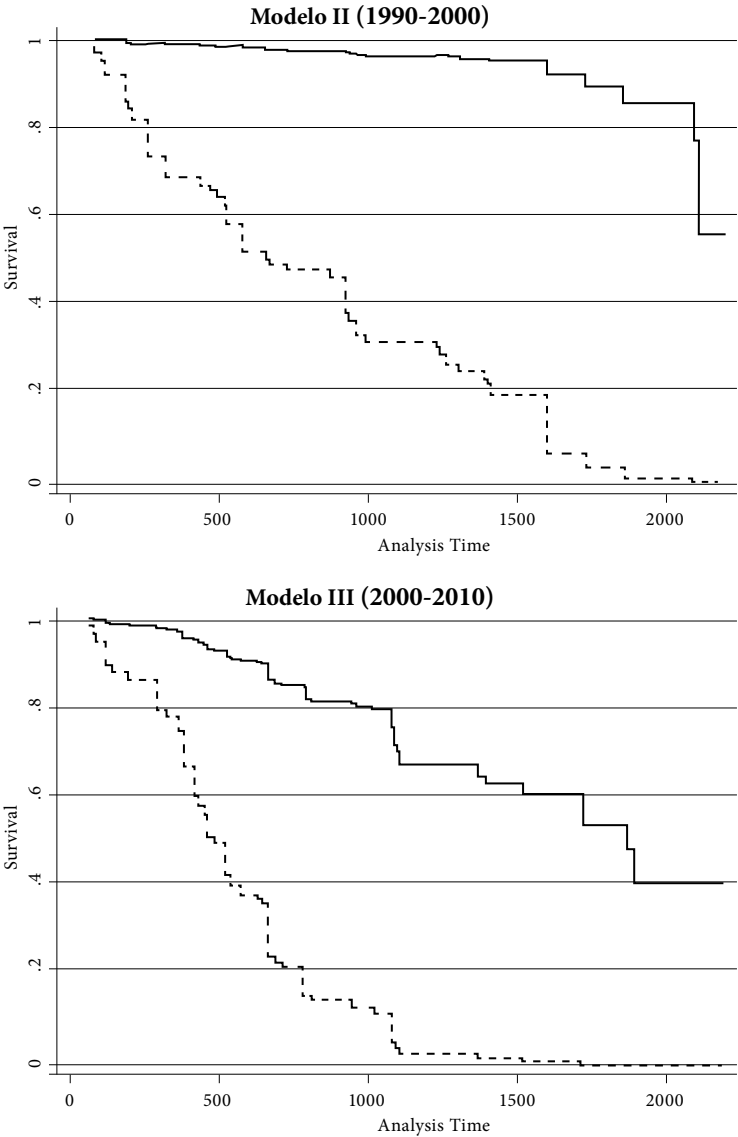 Modelo II (1990-2000)
1
.8
.6
.4
.2
0
Survival
0 500 1000 1500 2000
Analysis Time
Modelo III (2000-2010)
1
.8
.6
.4
.2
0
Survival
0 500 1000 1500 2000
Analysis Time